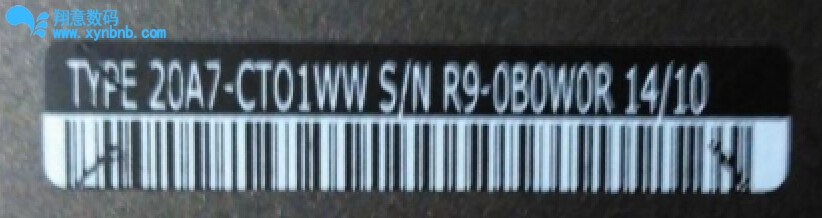 翔意数码
www.xynbnb.com
TYPE 20A7-CTO1WW S/N R9-0B0W0R 14/10